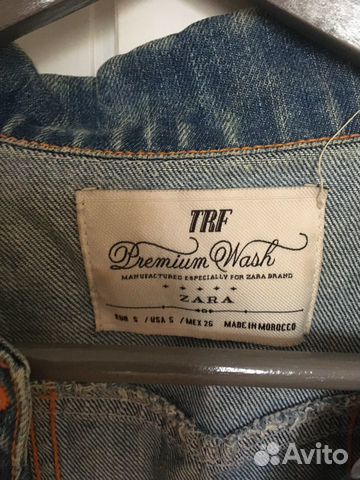 TRF
Premium Wash
MANUFACTURED ESPECIALLY FOR ZARA BRAND
ZARA
EUR S / USA S / MEX 26 MADE IN MOROCCO
Avito